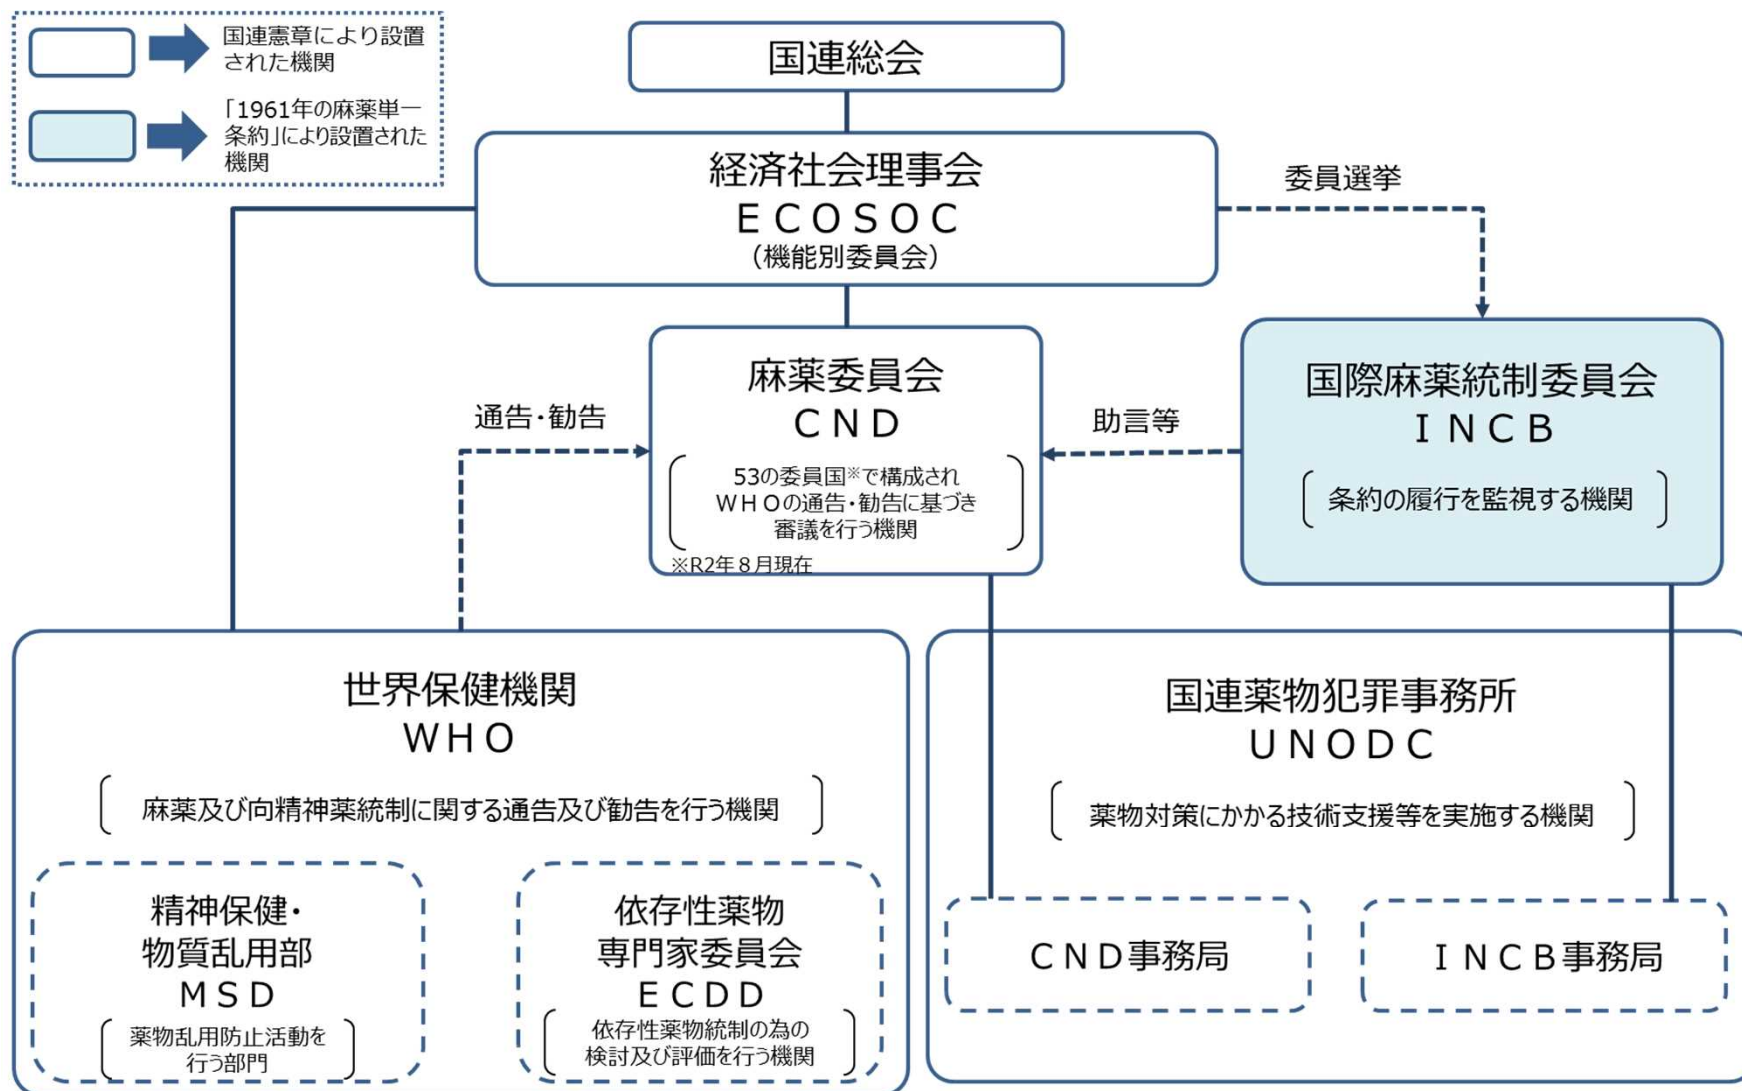 国連憲章により設置
された機関
「1961年の麻薬単一
条約」により設置された
機関
国連総会
経済社会理事会
ＥＣＯＳＯＣ
（機能別委員会）
委員選挙
麻薬委員会
ＣＮＤ
53の委員国※で構成され
ＷＨＯの通告・勧告に基づき
審議を行う機関
※R2年８月現在
通告・勧告
助言等
国際麻薬統制委員会
ＩＮＣＢ
条約の履行を監視する機関
世界保健機関
ＷＨＯ
麻薬及び向精神薬統制に関する通告及び勧告を行う機関
精神保健・
物質乱用部
ＭＳＤ
薬物乱用防止活動を
行う部門
依存性薬物
専門家委員会
ＥＣＤＤ
依存性薬物統制の為の
検討及び評価を行う機関
国連薬物犯罪事務所
ＵＮＯＤＣ
薬物対策にかかる技術支援等を実施する機関
ＣＮＤ事務局
ＩＮＣＢ事務局